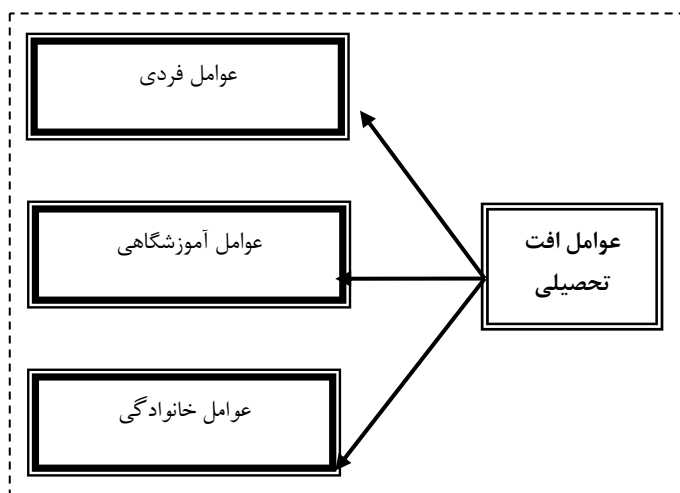 عوامل فردی
عوامل آموزشگاهی
عوامل افت
تحصیلی
عوامل خانوادگی